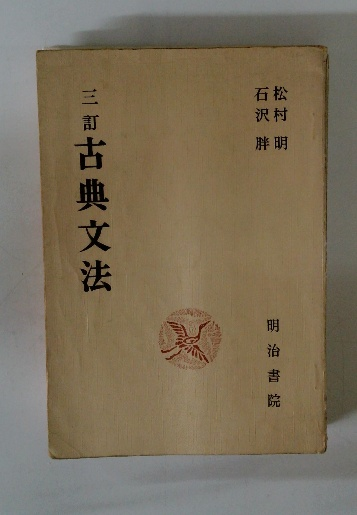 松村明
石沢胖
三訂
古典文法
明治書院